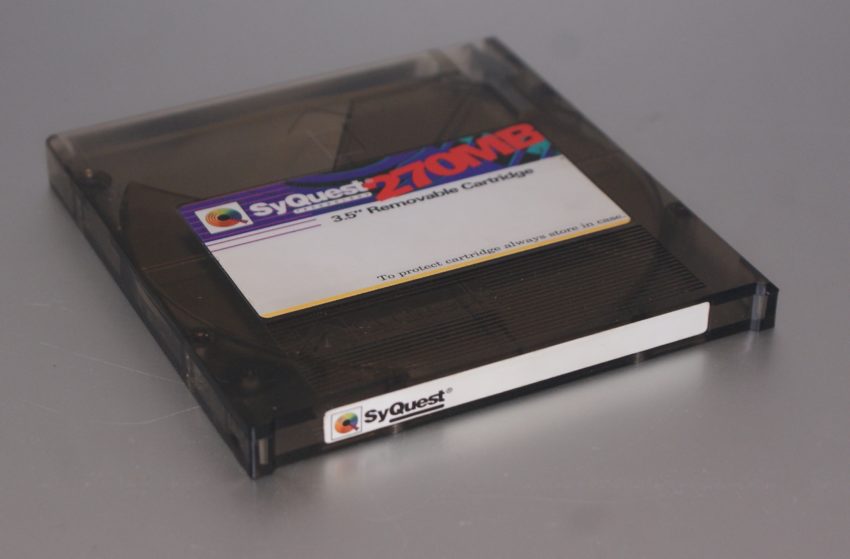 SyQuest
270MB
3.5" Removable Cartridge
To protect cartridge always store in case
SyQuest®